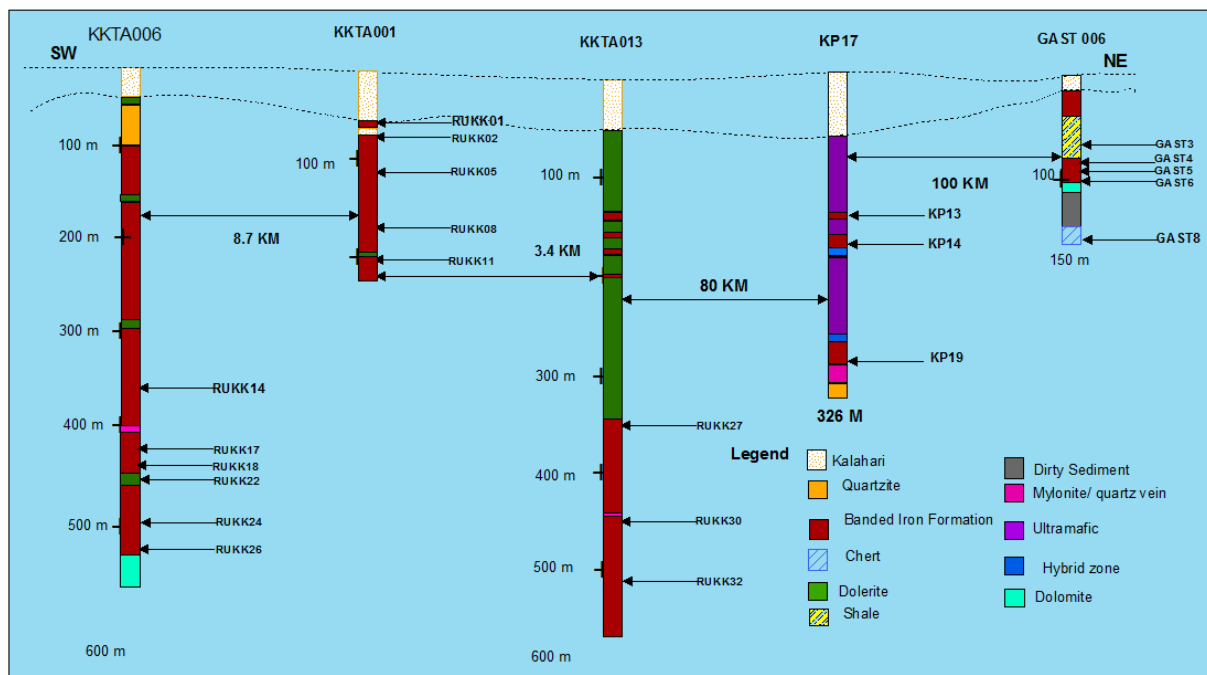 KKTA006
KKTA001
KKTA013
KP17
GAST 006
SW
NE
RUKK01
RUKK02
RUKK05
RUKK08
RUKK11
100 m
200 m
300 m
400 m
500 m
600 m
100 m
8.7 KM
3.4 KM
80 KM
100 KM
RUKK14
RUKK17
RUKK18
RUKK22
RUKK24
RUKK26
100 m
300 m
400 m
500 m
600 m
RUKK27
RUKK30
RUKK32
KP13
KP14
KP19
326 M
GAST3
GAST4
GAST5
GAST6
GAST8
100
150 m
Legend
Kalahari
Quartzite
Banded Iron Formation
Chert
Dolerite
Shale
Dirty Sediment
Mylonite/ quartz vein
Ultramafic
Hybrid zone
Dolomite